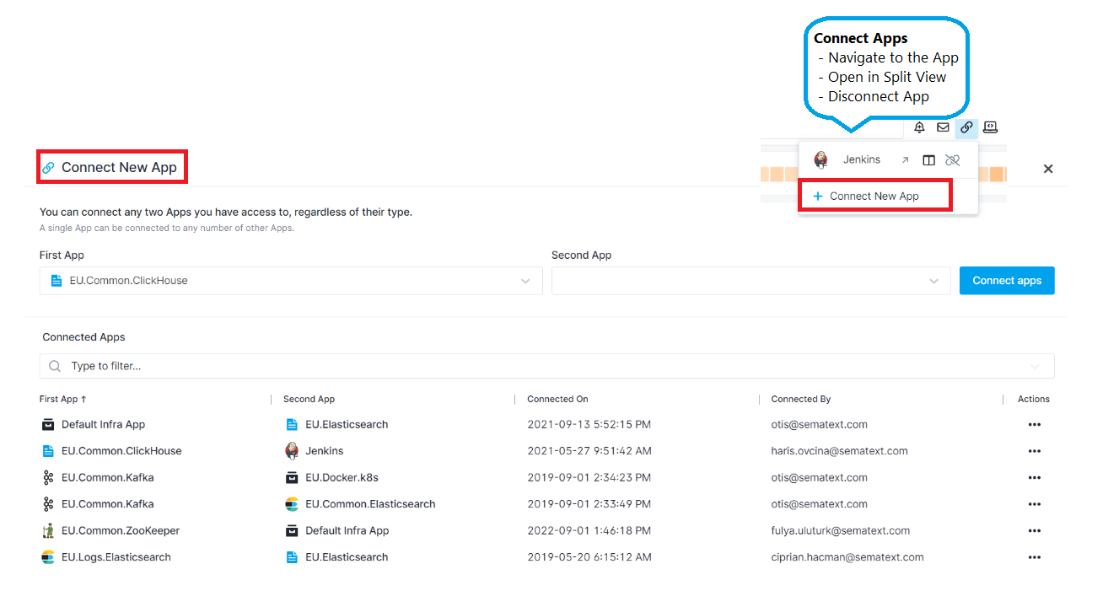 Connect Apps
- Navigate to the App
- Open in Split View
- Disconnect App
Jenkins
+ Connect New App
Connect New App
You can connect any two Apps you have access to, regardless of their type.
A single App can be connected to any number of other Apps.
First App Second App
EU.Common.ClickHouse Connect apps
Connected Apps
Type to filter...
First App ↑ Second App Connected On Connected By Actions
Default Infra App EU.Elasticsearch 2021-09-13 5:52:15 PM otis@sematext.com
EU.Common.ClickHouse Jenkins 2021-05-27 9:51:42 AM haris.ovcina@sematext.com
EU.Common.Kafka EU.Docker.k8s 2019-09-01 2:34:23 PM otis@sematext.com
EU.Common.Kafka EU.Common.Elasticsearch 2019-09-01 2:33:49 PM otis@sematext.com
EU.Common.ZooKeeper Default Infra App 2022-09-01 1:46:18 PM fulya.uluturk@sematext.com
EU.Logs.Elasticsearch EU.Elasticsearch 2019-05-20 6:15:12 AM ciprian.hacman@sematext.com